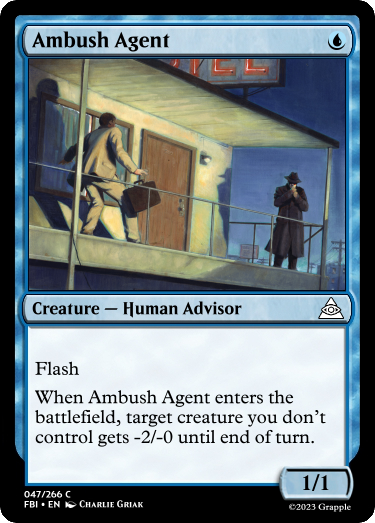 Ambush Agent
TEL
Creature — Human Advisor
Flash
When Ambush Agent enters the
battlefield, target creature you don't
control gets -2/-0 until end of turn.
1/1
047/266 C
FBI • EN Charlie Griak
©2023 Grapple